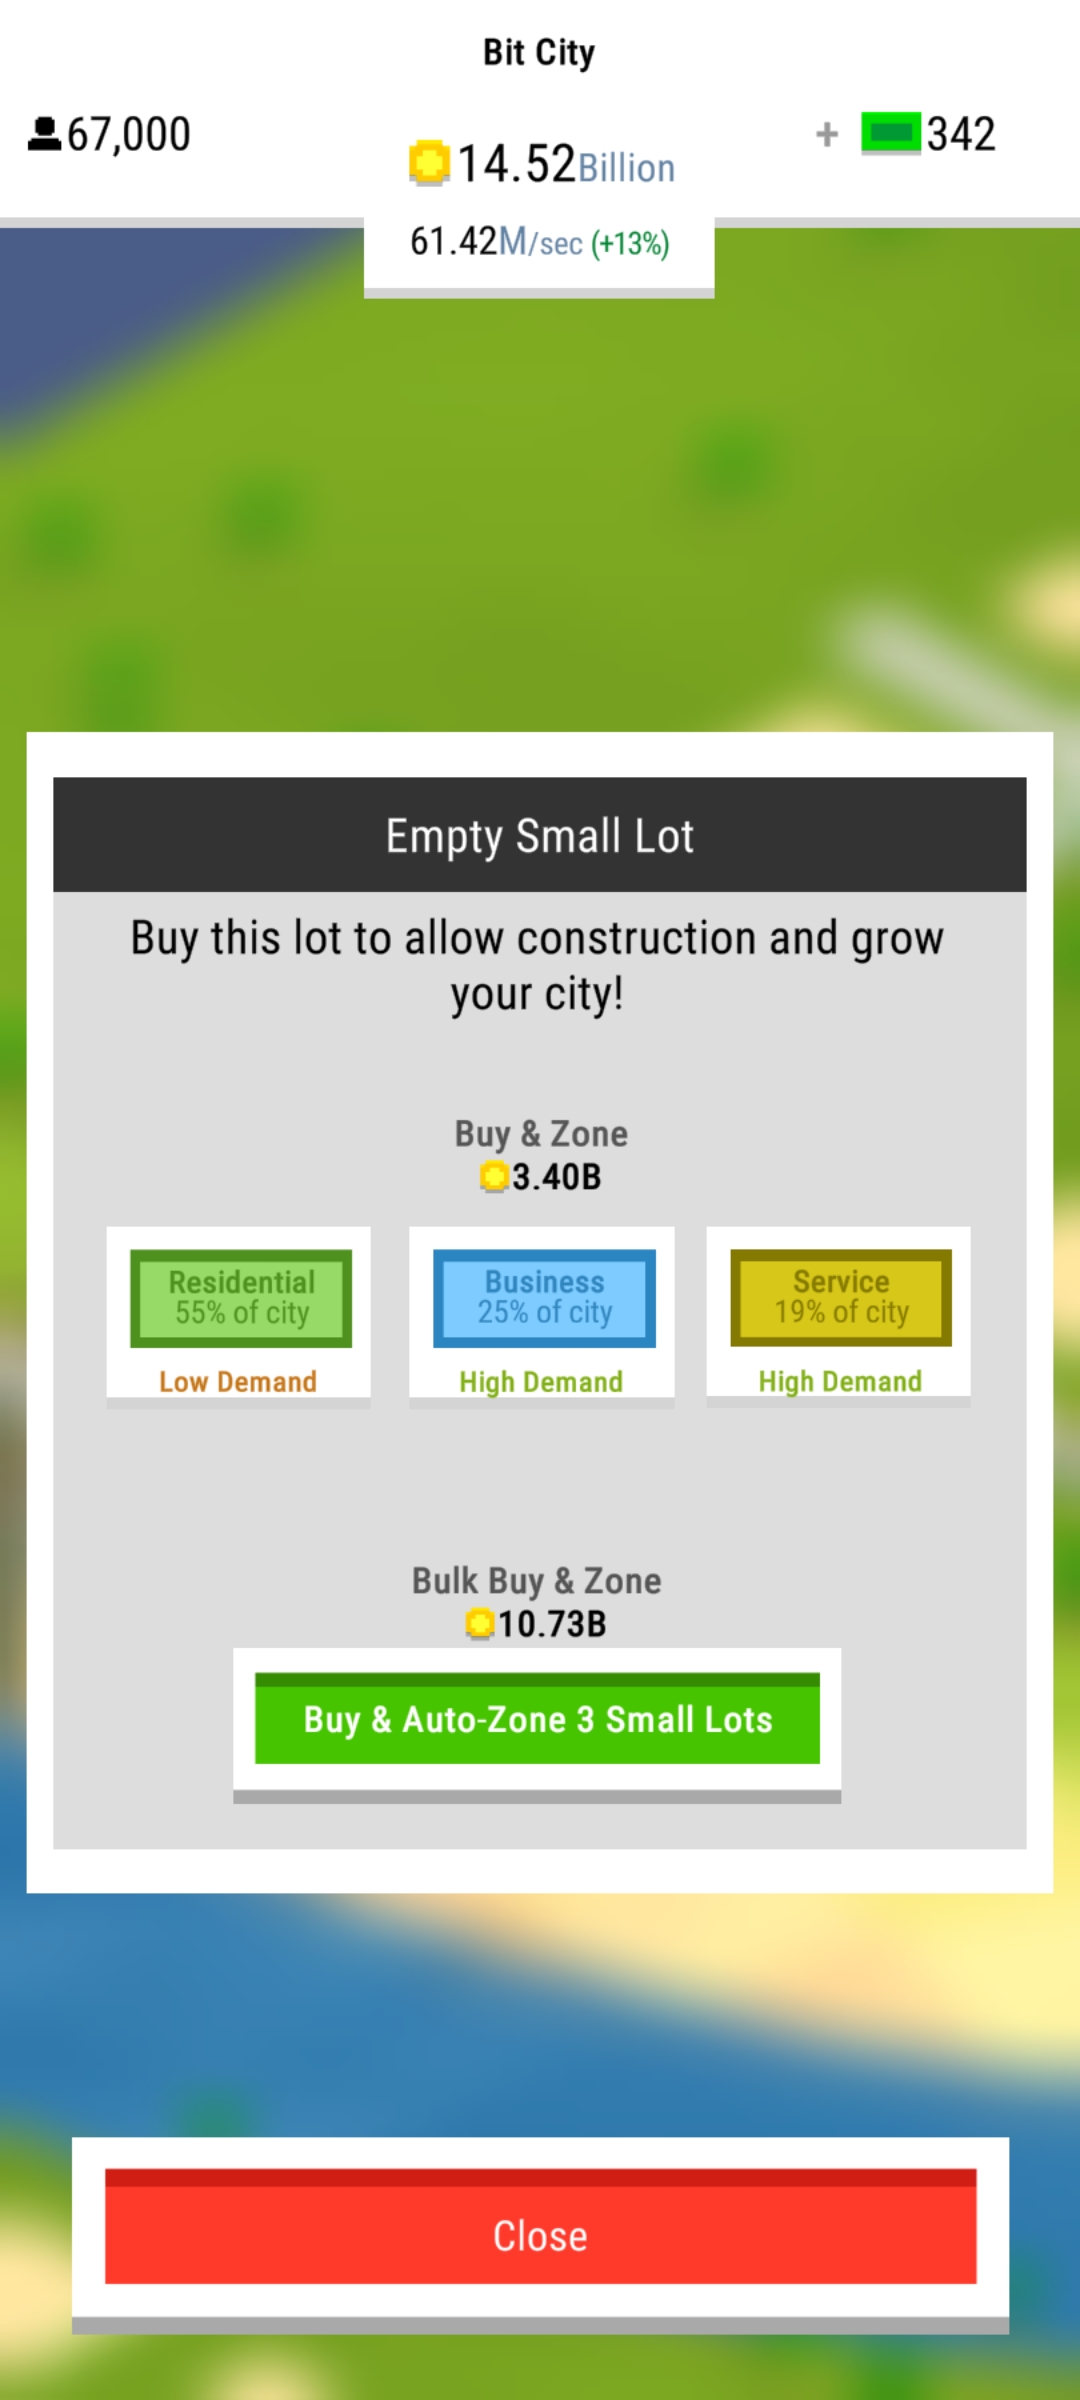 Bit City
67,000
14.52Billion
+ 342
61.42M/sec (+13%)
Empty Small Lot
Buy this lot to allow construction and grow
your city!
Buy & Zone
3.40B
Residential
55% of city
Low Demand
Business
25% of city
High Demand
Service
19% of city
High Demand
Bulk Buy & Zone
10.73B
Buy & Auto-Zone 3 Small Lots
Close